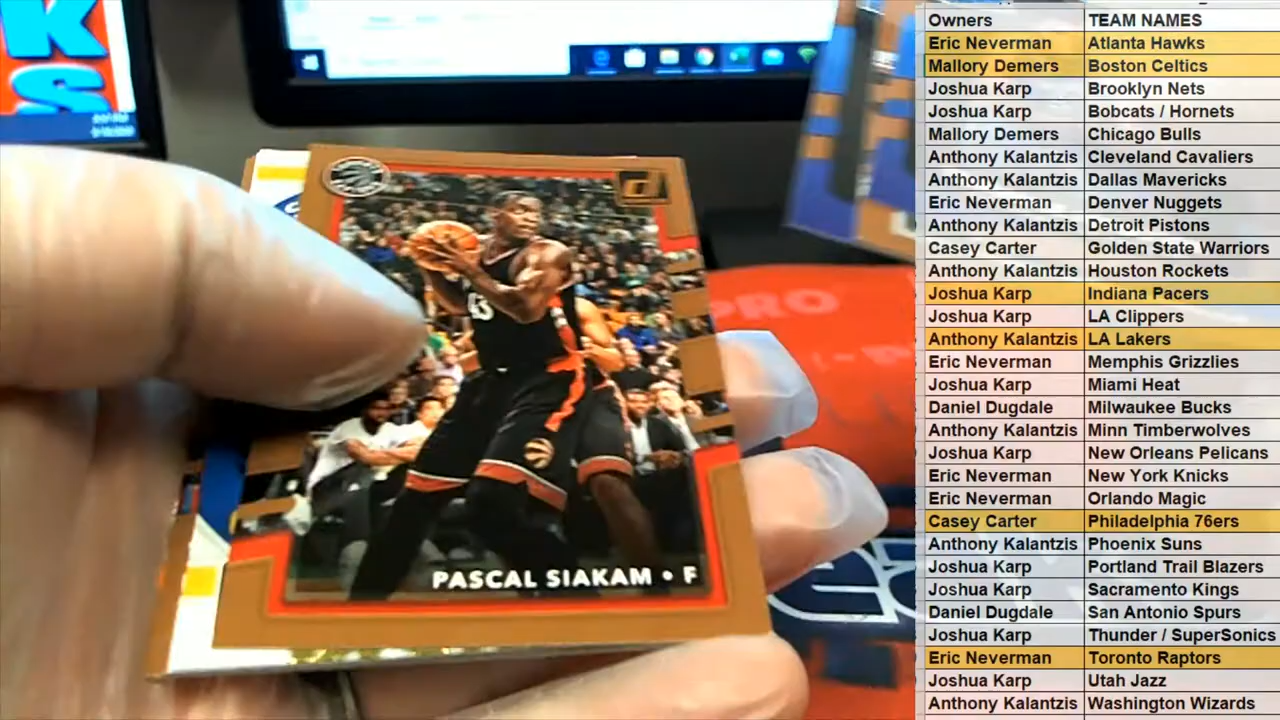 KS
PRO
43
PASCAL SIAKAM • F
Owners TEAM NAMES
Eric Neverman Atlanta Hawks
Mallory Demers Boston Celtics
Joshua Karp Brooklyn Nets
Joshua Karp Bobcats / Hornets
Mallory Demers Chicago Bulls
Anthony Kalantzis Cleveland Cavaliers
Anthony Kalantzis Dallas Mavericks
Eric Neverman Denver Nuggets
Anthony Kalantzis Detroit Pistons
Casey Carter Golden State Warriors
Anthony Kalantzis Houston Rockets
Joshua Karp Indiana Pacers
Joshua Karp LA Clippers
Anthony Kalantzis LA Lakers
Eric Neverman Memphis Grizzlies
Joshua Karp Miami Heat
Daniel Dugdale Milwaukee Bucks
Anthony Kalantzis Minn Timberwolves
Joshua Karp New Orleans Pelicans
Eric Neverman New York Knicks
Eric Neverman Orlando Magic
Casey Carter Philadelphia 76ers
Anthony Kalantzis Phoenix Suns
Joshua Karp Portland Trail Blazers
Joshua Karp Sacramento Kings
Daniel Dugdale San Antonio Spurs
Joshua Karp Thunder / SuperSonics
Eric Neverman Toronto Raptors
Joshua Karp Utah Jazz
Anthony Kalantzis Washington Wizards